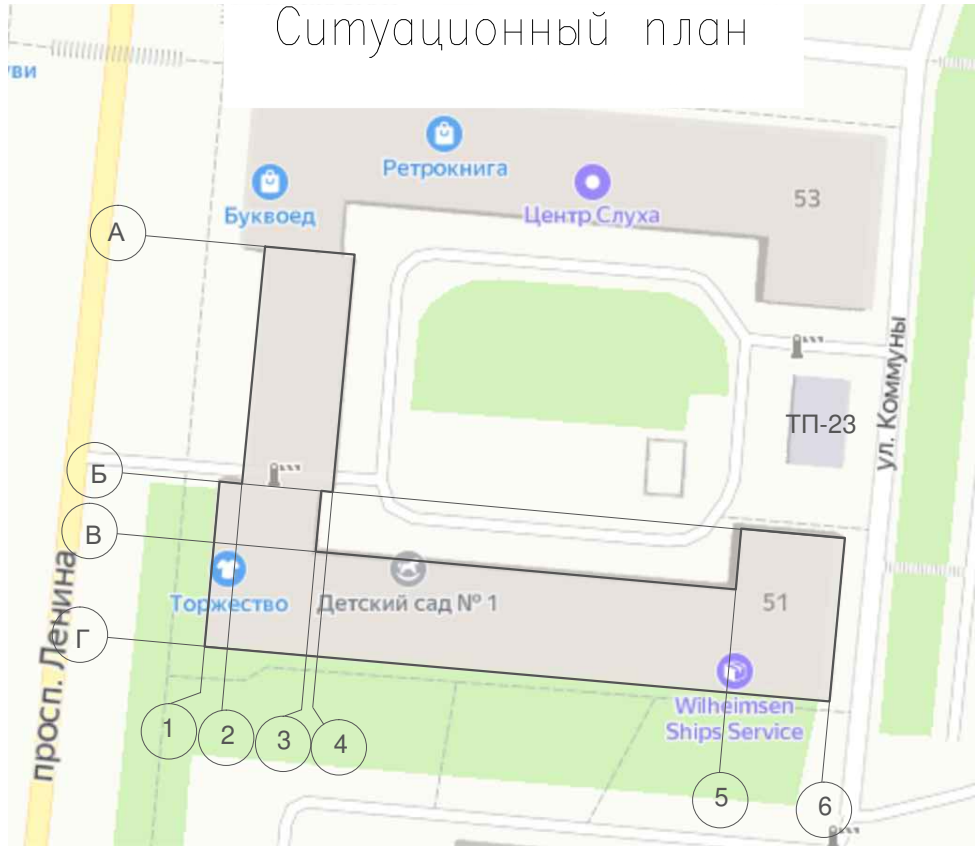 Ситуационный план
уви
Ретрокнига
Буквоед
Центр Слуха
53
А
ул. Коммуны
ТП-23
Б
В
Торжество
Детский сад № 1
51
Г
просп. Ленина
Wilheimsen
Ships Service
1
2
3
4
5
6